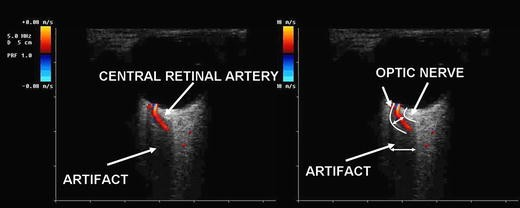 +0.08 m/s
5.0 MHz
D 5 cm
PRF 1.0
-0.08 m/s
CENTRAL RETINAL ARTERY
ARTIFACT
m/s
m/s
OPTIC NERVE
ARTIFACT